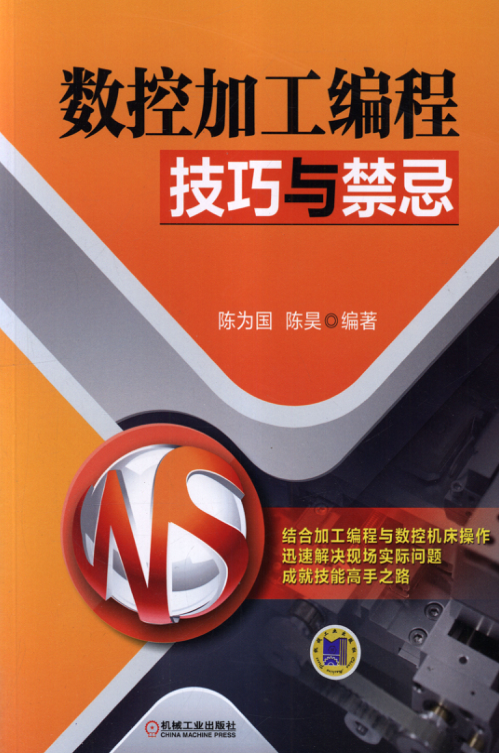 数控加工编程
技巧与禁忌
陈为国 陈昊◎编著
NS
结合加工编程与数控机床操作
迅速解决现场实际问题
成就技能高手之路
机械工业出版社
CHINA MACHINE PRESS